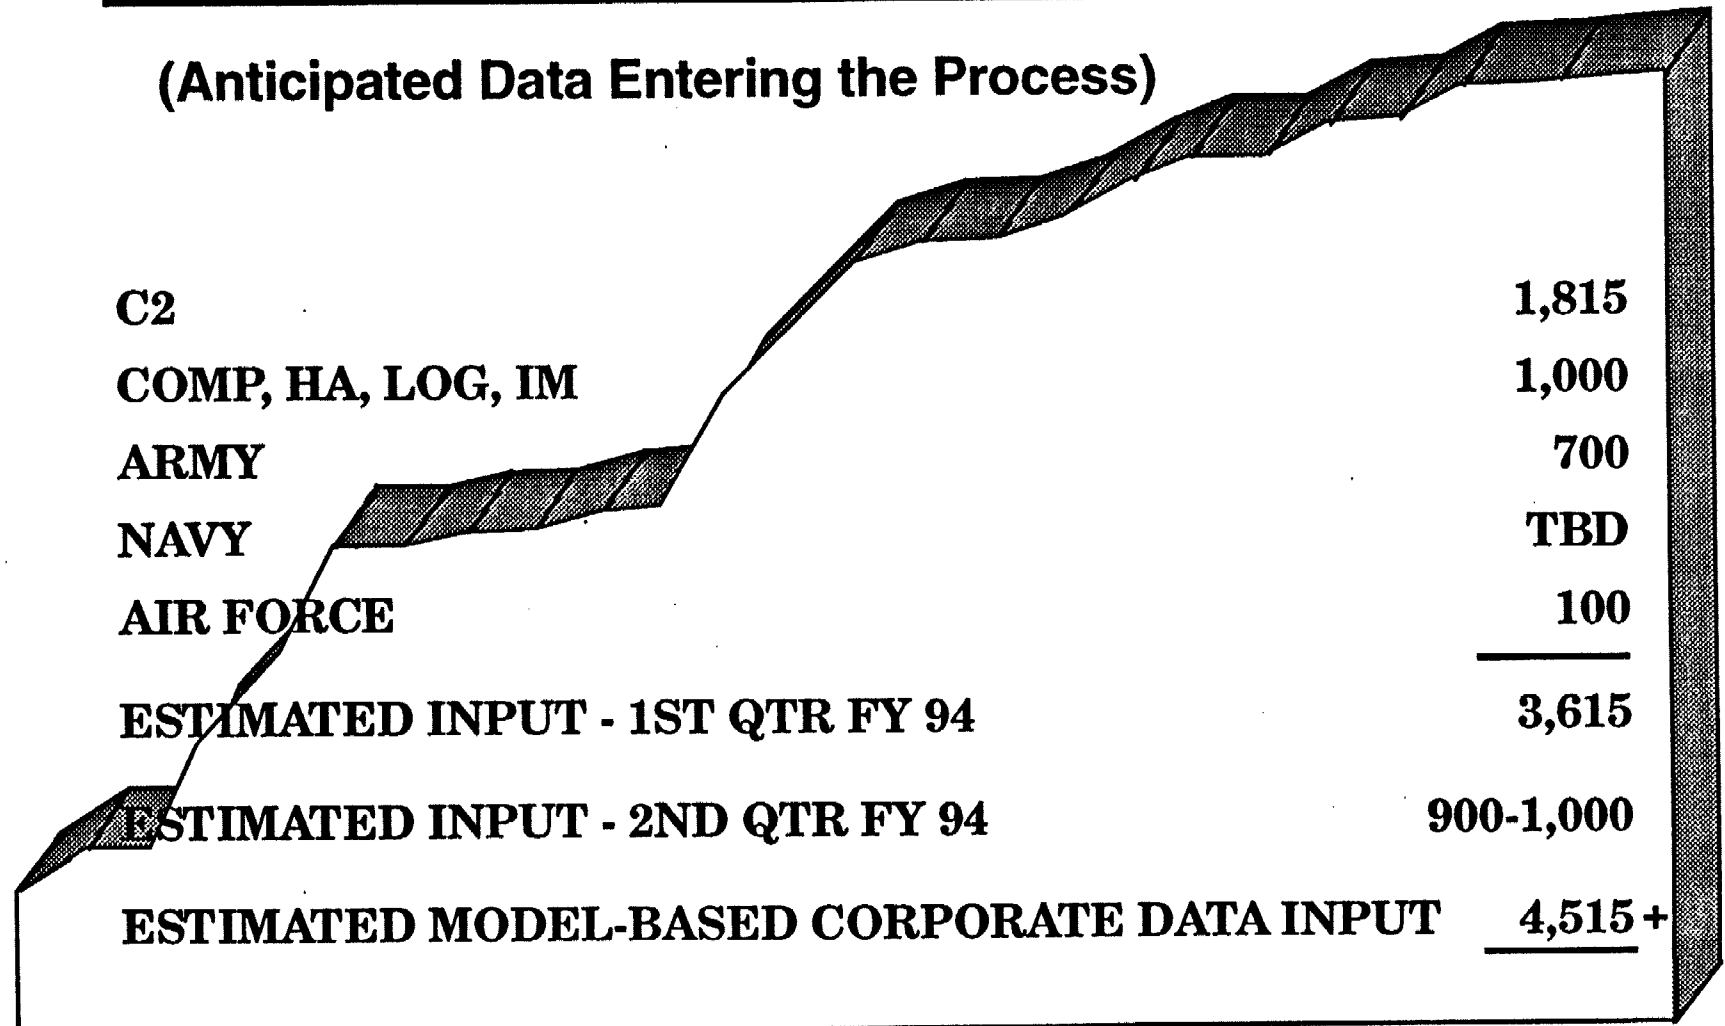 (Anticipated Data Entering the Process)
C2 1,815
COMP, HA, LOG, IM 1,000
ARMY 700
NAVY TBD
AIR FORCE 100
ESTIMATED INPUT - 1ST QTR FY 94 3,615
ESTIMATED INPUT - 2ND QTR FY 94 900-1,000
ESTIMATED MODEL-BASED CORPORATE DATA INPUT 4,515+